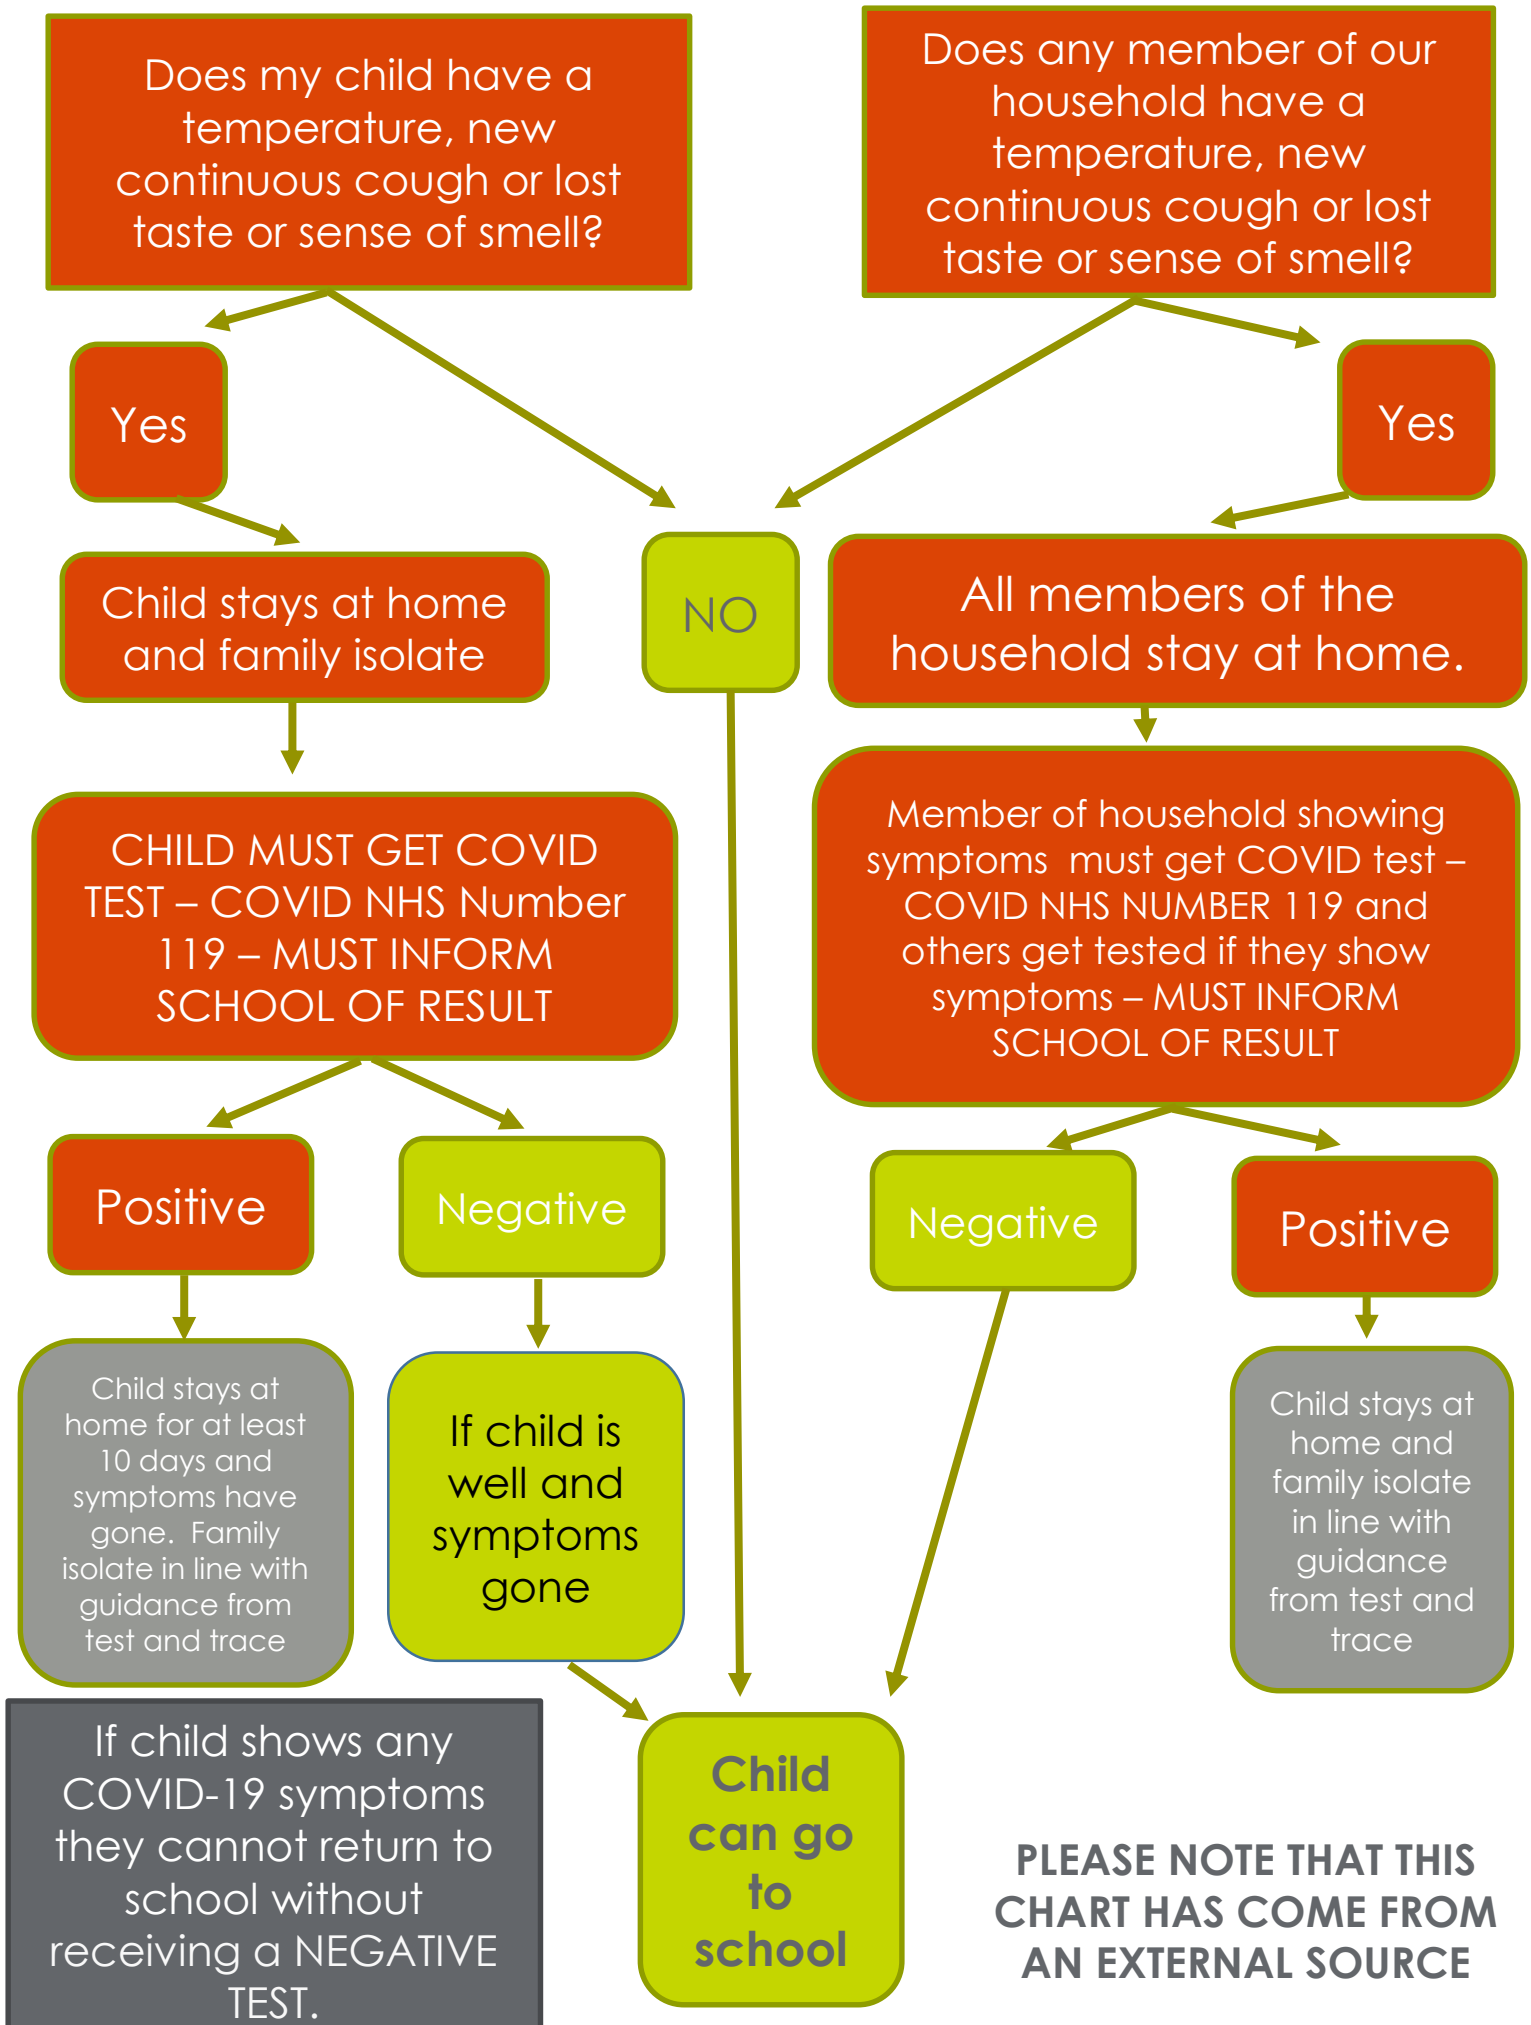 Does my child have a
temperature, new
continuous cough or lost
taste or sense of smell?
Does any member of our
household have a
temperature, new
continuous cough or lost
taste or sense of smell?
Yes
Yes
Child stays at home
and family isolate
NO
All members of the
household stay at home.
CHILD MUST GET COVID
TEST – COVID NHS Number
119 – MUST INFORM
SCHOOL OF RESULT
Member of household showing
symptoms  must get COVID test –
COVID NHS NUMBER 119 and
others get tested if they show
symptoms – MUST INFORM
SCHOOL OF RESULT
Positive
Negative
Negative
Positive
Child stays at
home for at least
10 days and
symptoms have
gone.  Family
isolate in line with
guidance from
test and trace
If child is
well and
symptoms
gone
Child stays at
home and
family isolate
in line with
guidance
from test and
trace
If child shows any
COVID-19 symptoms
they cannot return to
school without
receiving a NEGATIVE
TEST.
Child
can go
to
school
PLEASE NOTE THAT THIS
CHART HAS COME FROM
AN EXTERNAL SOURCE